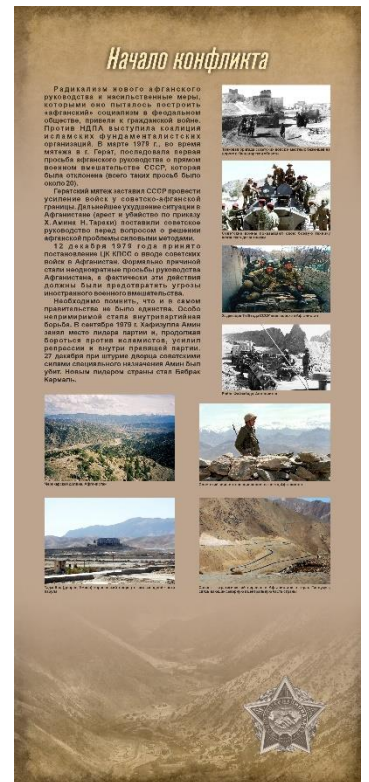 Начало конфликта
Радикализм нового афганского
руководства и насильственные меры,
которыми оно пыталось построить
«афганский» социализм в феодальном
обществе, привели к гражданской войне.
Против НДПА выступила коалиция
исламских фундаменталистских
организаций. В марте 1979 г., во время
мятежа в г. Герат, последовала первая
просьба афганского руководства о прямом
военном вмешательстве СССР, которая
была отклонена (всего таких просьб было
около 20).
Гератский мятеж заставил СССР провести
усиление войск у советско-афганской
границы. Дальнейшее ухудшение ситуации в
Афганистане (арест и убийство по приказу
Х. Амина Н. Тараки) поставили советское
руководство перед вопросом о решении
афганской проблемы силовыми методами.
12 декабря 1979 года принято
постановление ЦК КПСС о вводе советских
войск в Афганистан. Формально причиной
стали неоднократные просьбы руководства
Афганистана, а фактически эти действия
должны были предотвратить угрозы
иностранного военного вмешательства.
Необходимо помнить, что и в самом
правительстве не было единства. Особо
непримиримой стала внутрипартийная
борьба. В сентябре 1979 г. Хафизулла Амин
занял место лидера партии и, продолжая
бороться против исламистов, усилил
репрессии и внутри правящей партии.
27 декабря при штурме дворца советскими
силами специального назначения Амин был
убит. Новым лидером страны стал Бабрак
Кармаль.